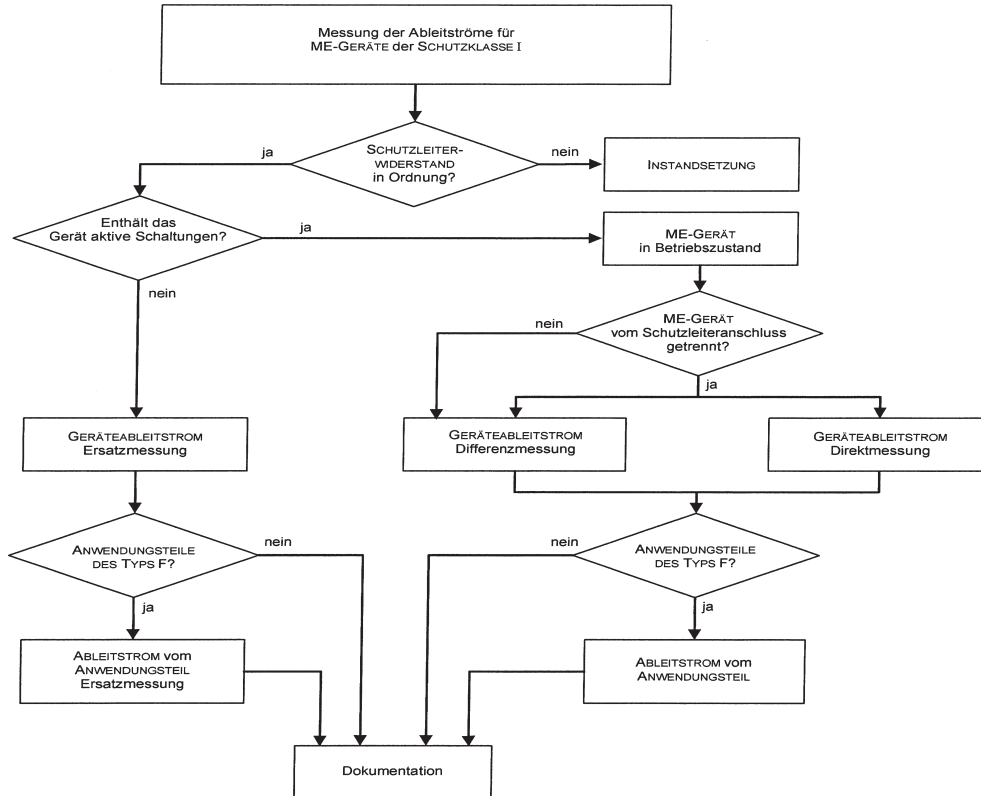 Messung der Ableitströme für
ME-GERÄTE der SCHUTZKLASSE I
SCHUTZLEITER-
WIDERSTAND
in Ordnung?
ja
nein
INSTANDSETZUNG
Enthält das
Gerät aktive Schaltungen?
ja
nein
ME-GERÄT
in Betriebszustand
ME-GERÄT
vom Schutzleiteranschluss
getrennt?
nein
ja
GERÄTEABLEITSTROM
Ersatzmessung
GERÄTEABLEITSTROM
Differenzmessung
GERÄTEABLEITSTROM
Direktmessung
ANWENDUNGSTEILE
DES TYPS F?
nein
ja
ANWENDUNGSTEILE
DES TYPS F?
nein
ja
ABLEITSTROM vom
ANWENDUNGSTEIL
Ersatzmessung
ABLEITSTROM vom
ANWENDUNGSTEIL
Dokumentation